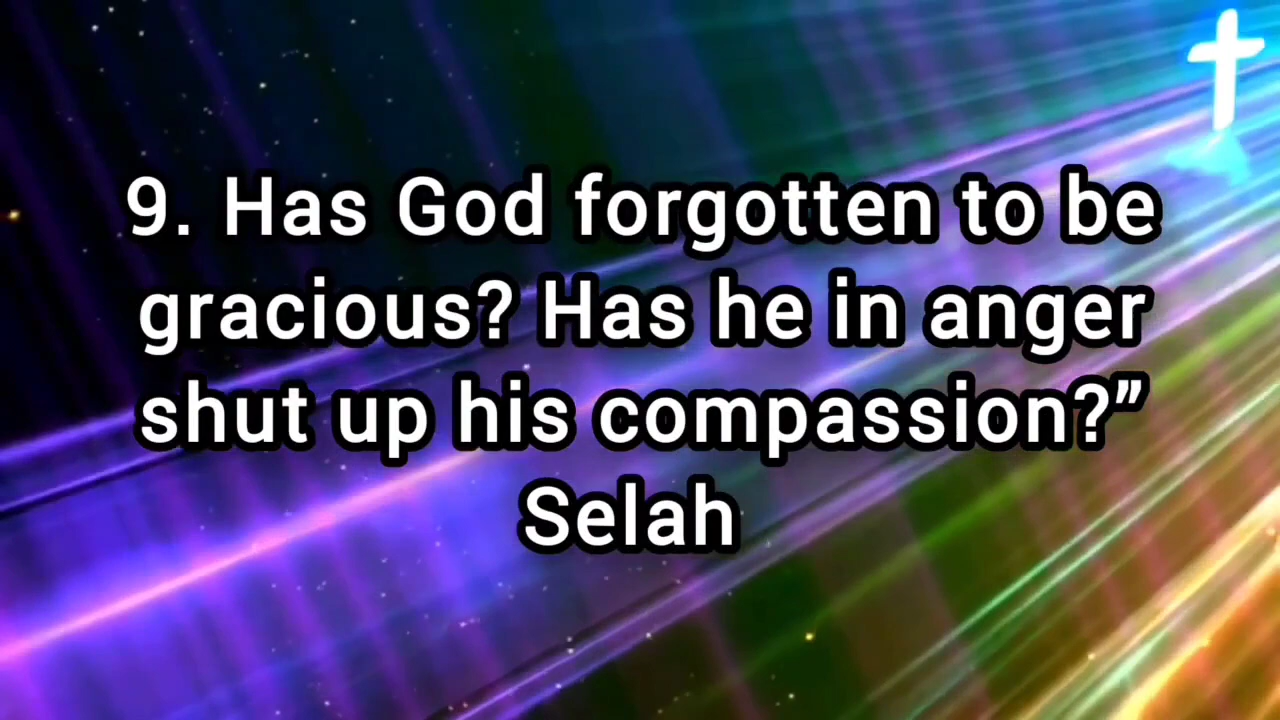 9. Has God forgotten to be
gracious? Has he in anger
shut up his compassion?”
Selah